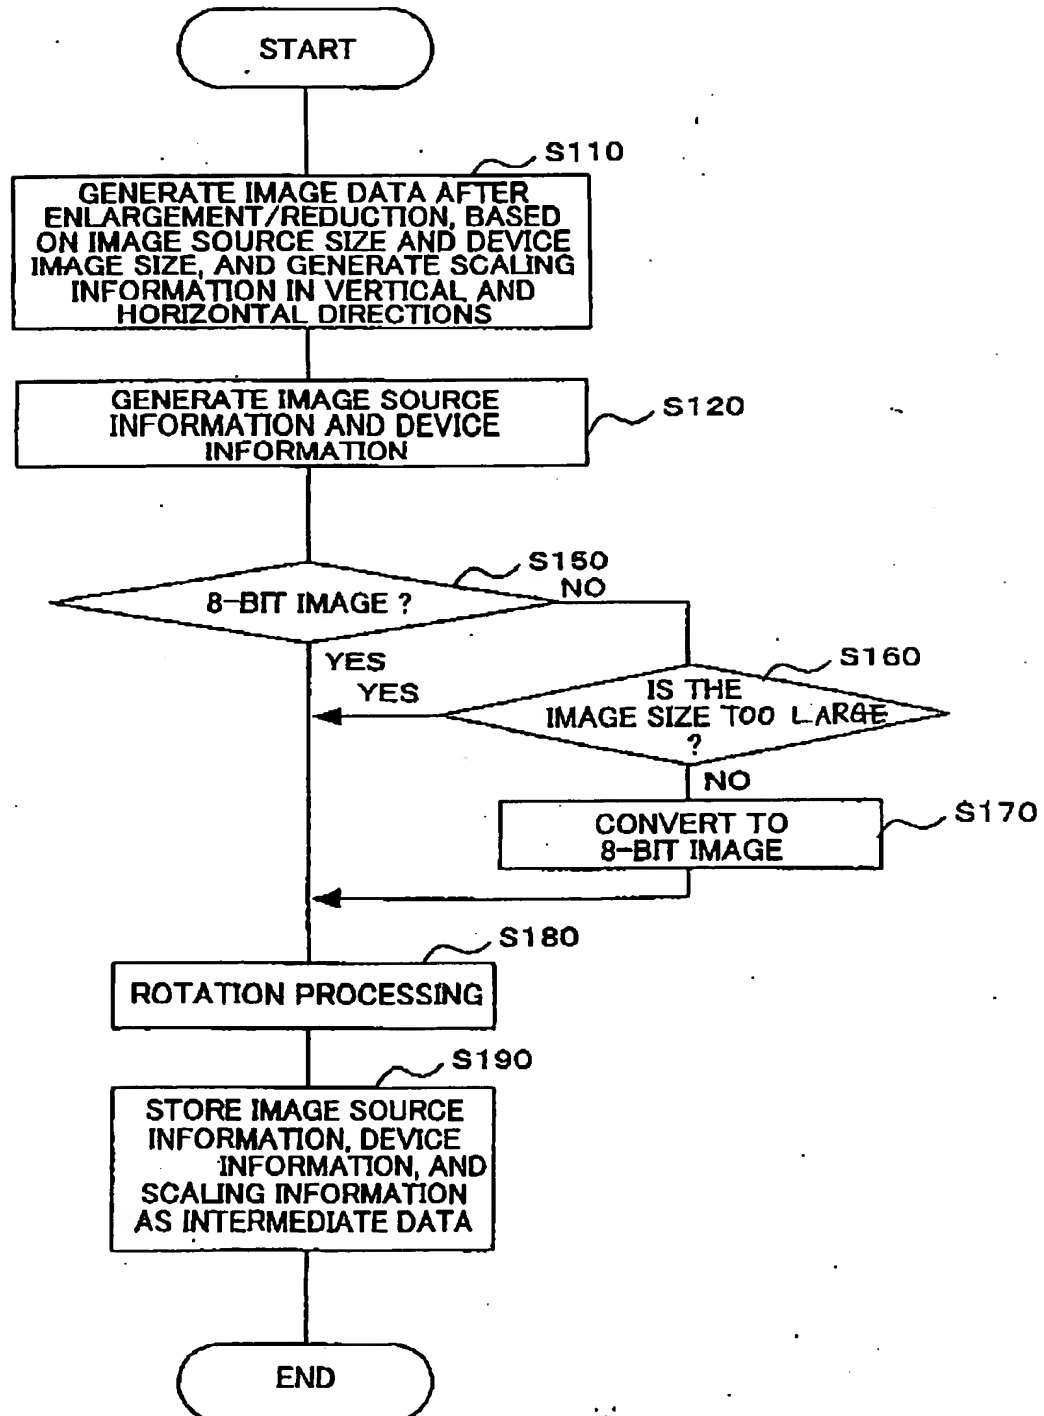 START
S110
GENERATE IMAGE DATA AFTER
ENLARGEMENT/REDUCTION, BASED
ON IMAGE SOURCE SIZE AND DEVICE
IMAGE SIZE, AND GENERATE SCALING
INFORMATION IN VERTICAL AND
HORIZONTAL DIRECTIONS
S120
GENERATE IMAGE SOURCE
INFORMATION AND DEVICE
INFORMATION
S150
8-BIT IMAGE ?
NO
YES
S160
IS THE
IMAGE SIZE TOO LARGE
?
YES
NO
S170
CONVERT TO
8-BIT IMAGE
S180
ROTATION PROCESSING
S190
STORE IMAGE SOURCE
INFORMATION, DEVICE
INFORMATION, AND
SCALING INFORMATION
AS INTERMEDIATE DATA
END